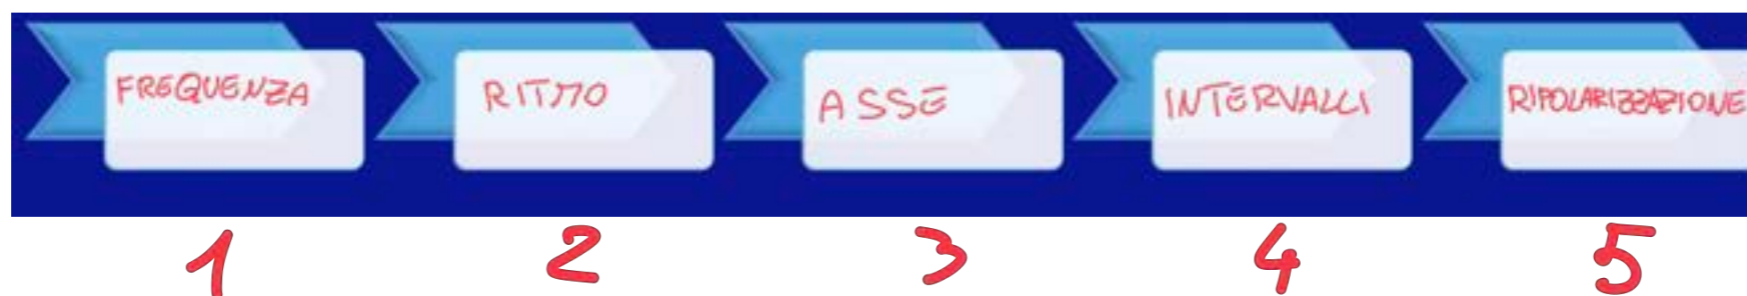 FREQUENZA
RITMO
ASSE
INTERVALLI
RIPOLARIZZAZIONE
1
2
3
4
5